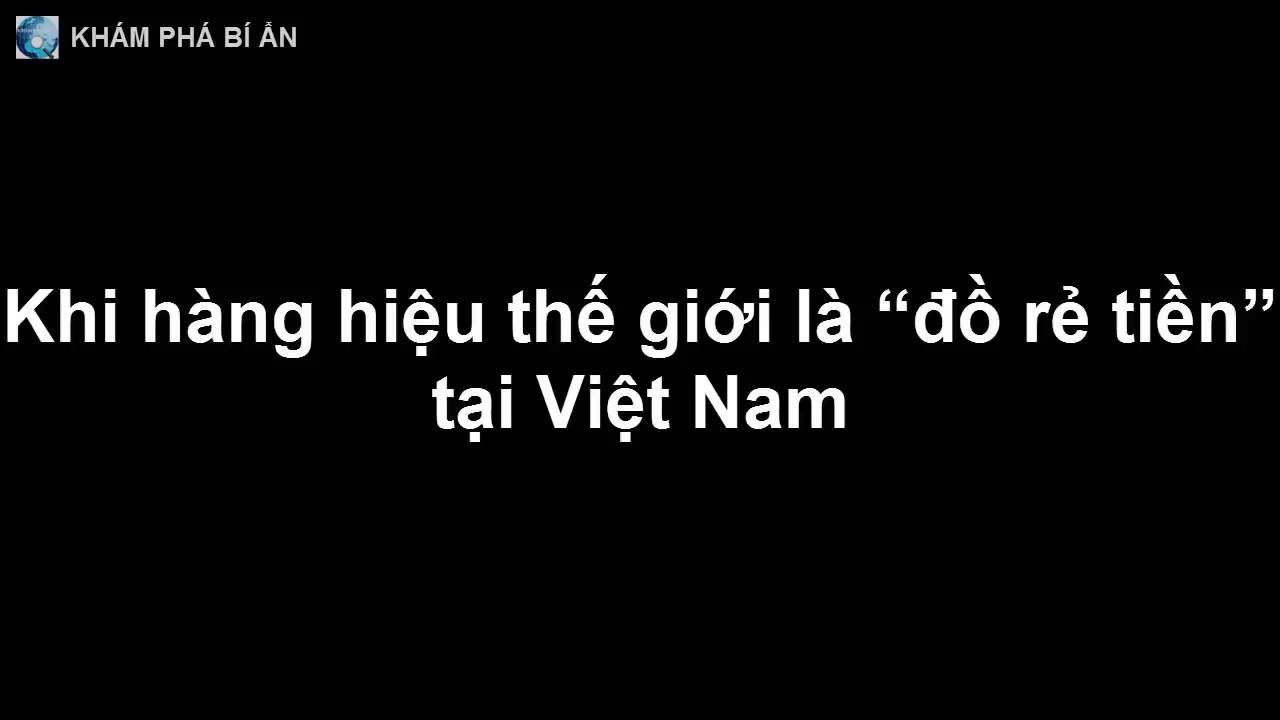 KHÁM PHÁ BÍ ẨN
Khi hàng hiệu thế giới là “đồ rẻ tiền”
tại Việt Nam